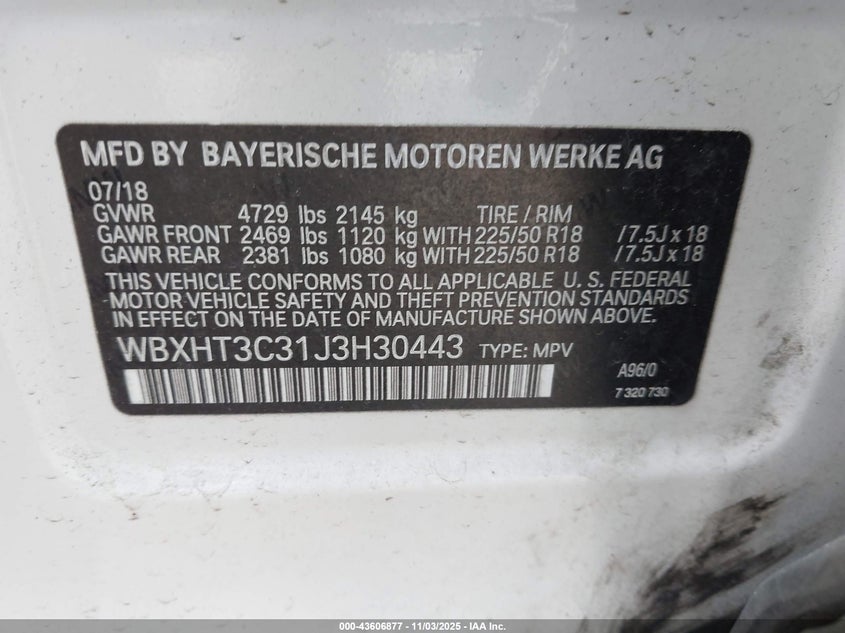 MFD BY BAYERISCHE MOTOREN WERKE AG
07/18
GVWR 4729 lbs 2145 kg TIRE / RIM
GAWR FRONT 2469 lbs 1120 kg WITH 225/50 R18 /7.5J x 18
GAWR REAR 2381 lbs 1080 kg WITH 225/50 R18 /7.5J x 18
THIS VEHICLE CONFORMS TO ALL APPLICABLE U. S. FEDERAL
MOTOR VEHICLE SAFETY AND THEFT PREVENTION STANDARDS
IN EFFECT ON THE DATE OF MANUFACTURE SHOWN ABOVE.
WBXHT3C31J3H30443 TYPE: MPV
A96/0
7 320 730
000-43606877 - 11/03/2025 - IAA Inc.